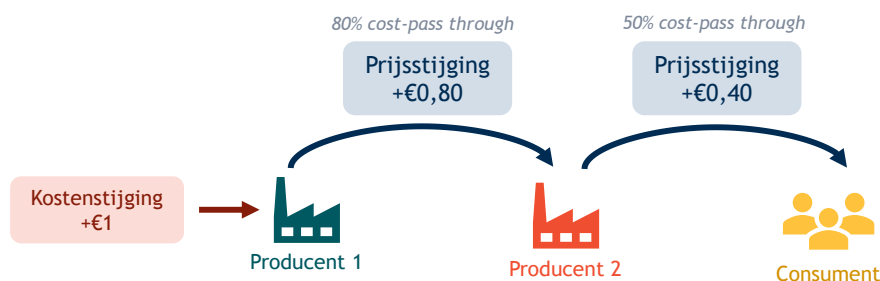 80% cost-pass through
50% cost-pass through
Prijsstijging
+€0,80
Prijsstijging
+€0,40
Kostenstijging
+€1
Producent 1
Producent 2
Consument